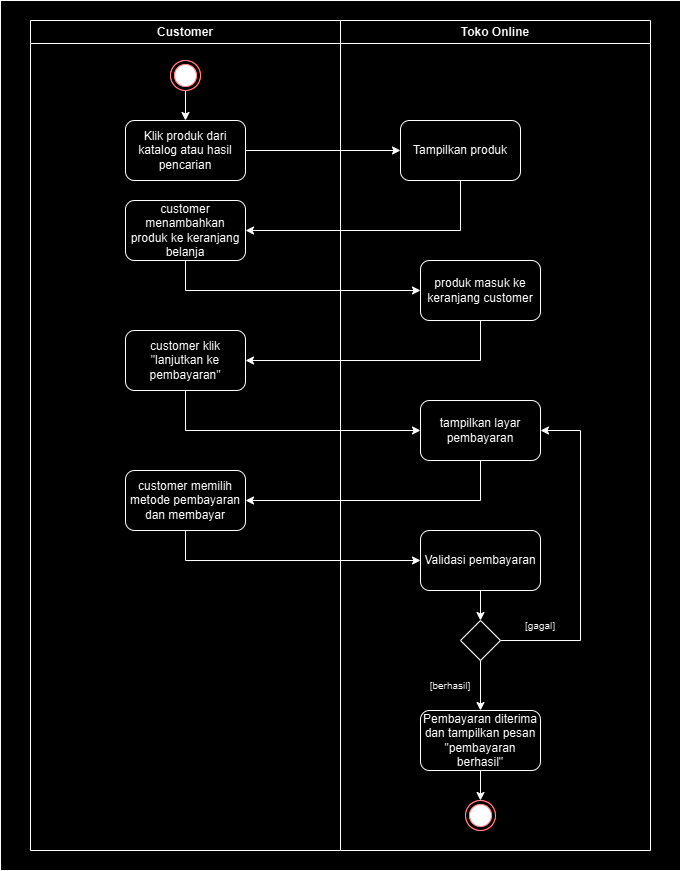 Customer
Toko Online
Klik produk dari
katalog atau hasil
pencarian
Tampilkan produk
customer
menambahkan
produk ke keranjang
belanja
produk masuk ke
keranjang customer
customer klik
"lanjutkan ke
pembayaran"
tampilkan layar
pembayaran
customer memilih
metode pembayaran
dan membayar
Validasi pembayaran
[gagal]
[berhasil]
Pembayaran diterima
dan tampilkan pesan
"pembayaran
berhasil"